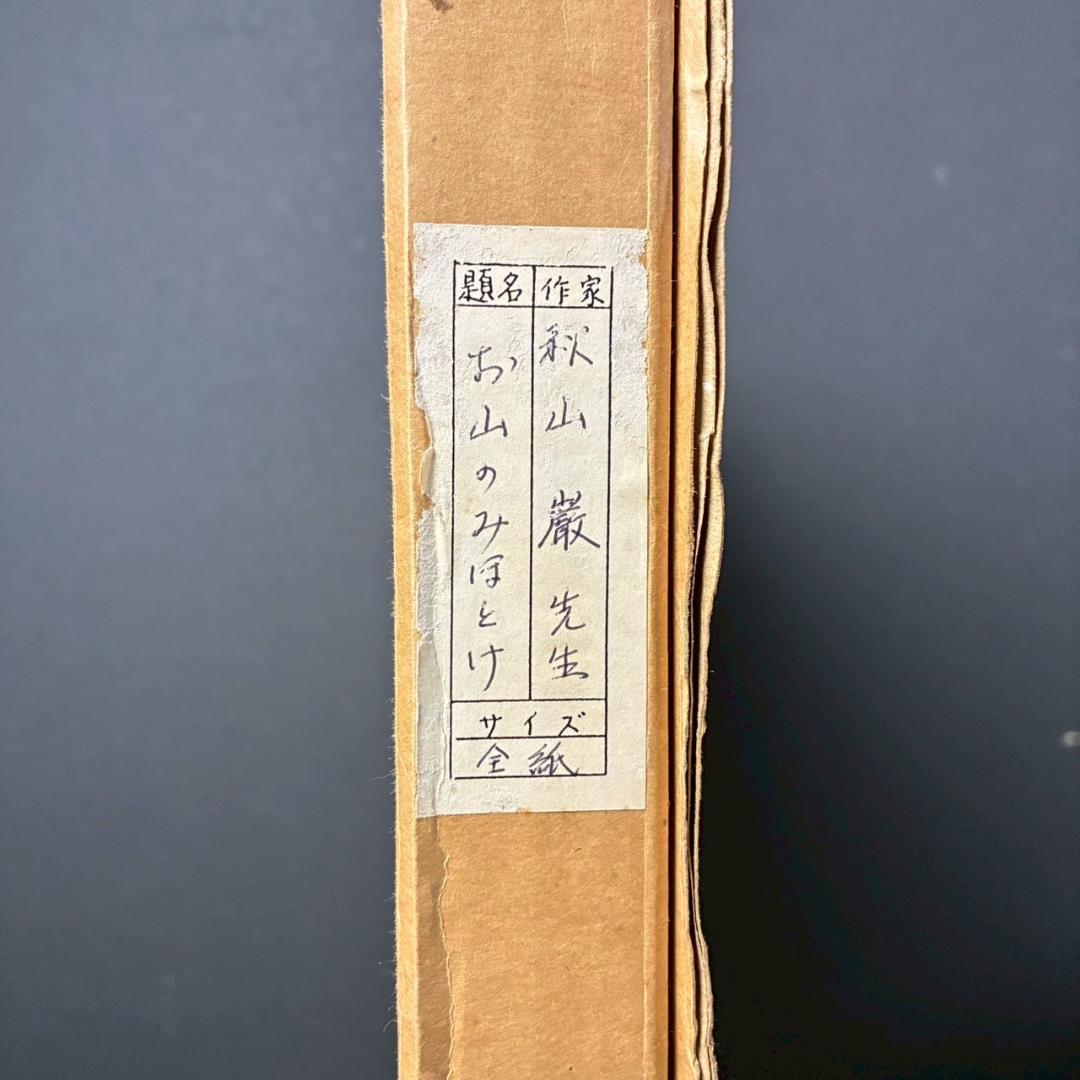 作家
秋山巖先生
題名
お山のみほとけ
サイズ
全紙